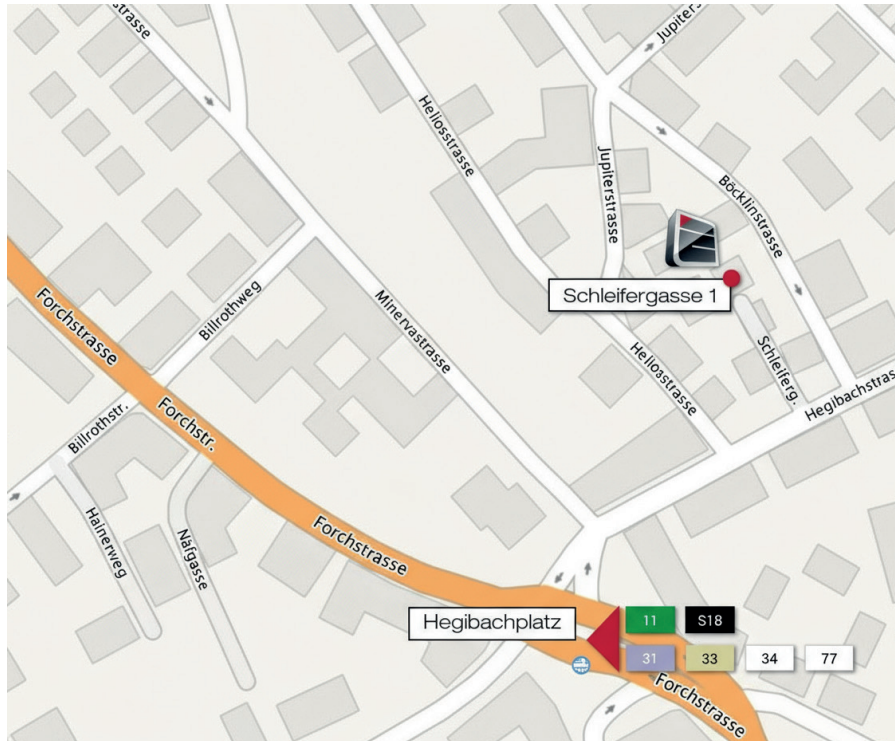 strasse
Jupiterst
Heliosstrasse
Jupiterstrasse
Böcklinstrasse
Forchstrasse
Billrothweg
Minervastrasse
Schleifergasse 1
Heliosstrasse
Schleiferg.
Hegibachstras
Billrothstr.
Forchstr.
Hainerweg
Näfgasse
Forchstrasse
Hegibachplatz
11
S18
31
33
34
77
Forchstrasse